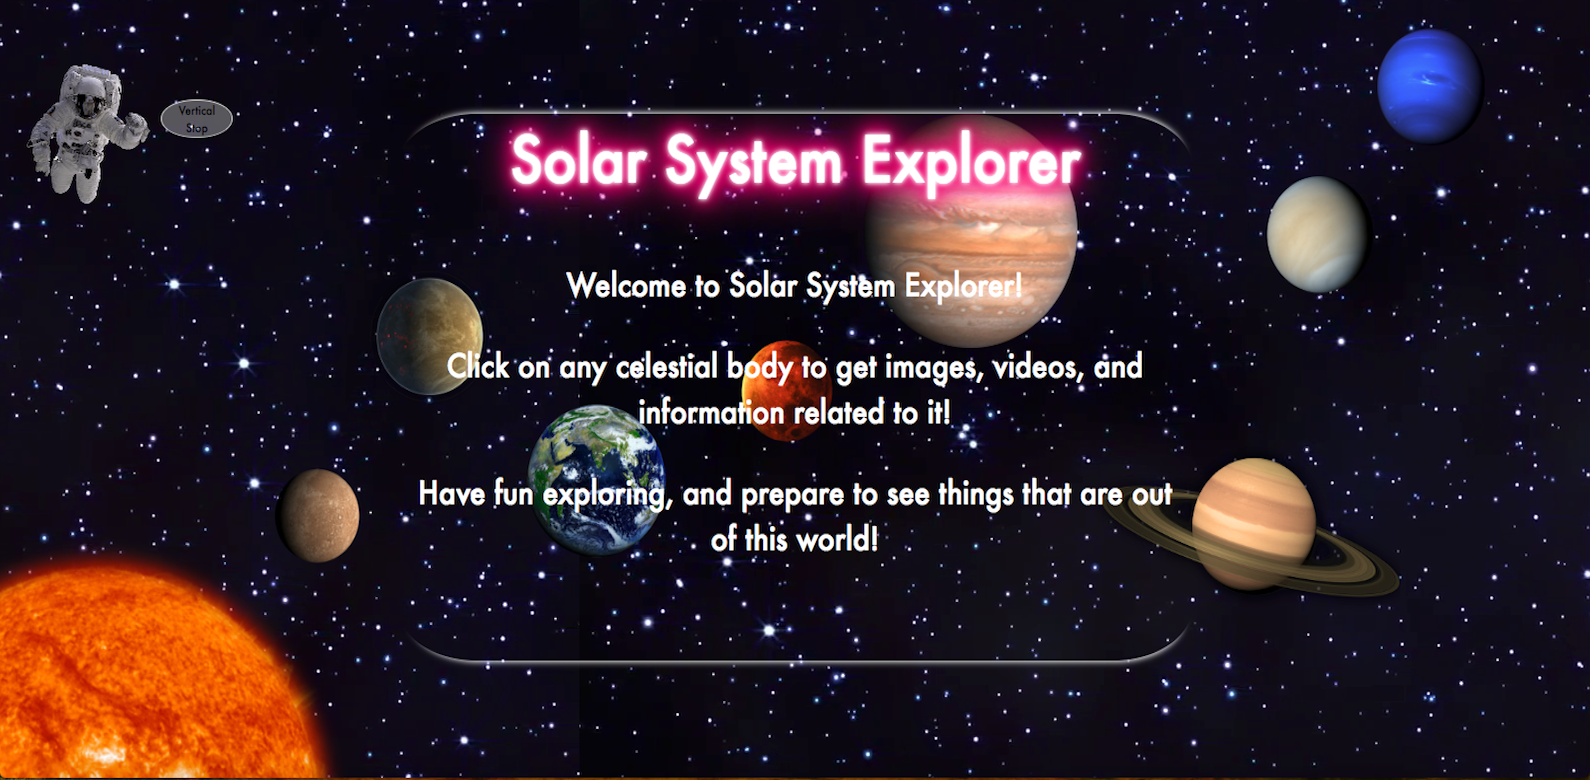 Vertical
Stop
Solar System Explorer
Welcome to Solar System Explorer!
Click on any celestial body to get images, videos, and
information related to it!
Have fun exploring, and prepare to see things that are out
of this world!